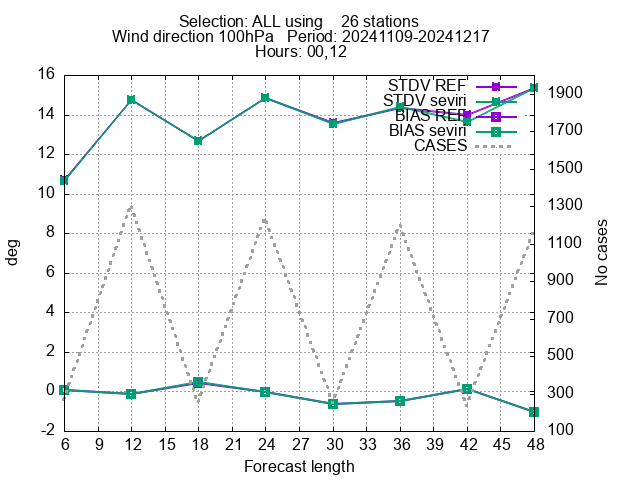 Selection: ALL using    26 stations
Wind direction 100hPa   Period: 20241109-20241217
Hours: 00,12
STDV REF
STDV seviri
BIAS REF
BIAS seviri
CASES
16
14
12
10
8
6
4
2
0
-2
deg
1900
1700
1500
1300
1100
900
700
500
300
100
No cases
6 9 12 15 18 21 24 27 30 33 36 39 42 45 48
Forecast length